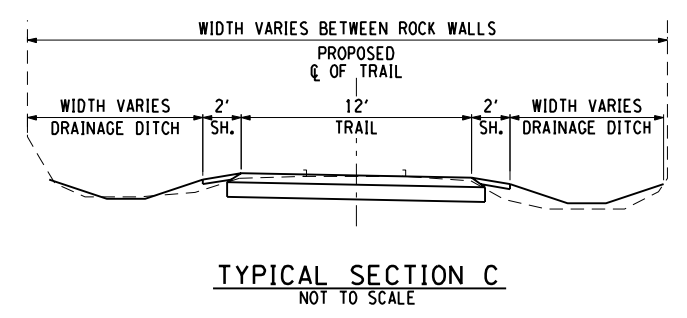 WIDTH VARIES BETWEEN ROCK WALLS
PROPOSED
℄ OF TRAIL
WIDTH VARIES
DRAINAGE DITCH
2'
SH.
12'
TRAIL
2'
SH.
WIDTH VARIES
DRAINAGE DITCH
TYPICAL SECTION C
NOT TO SCALE